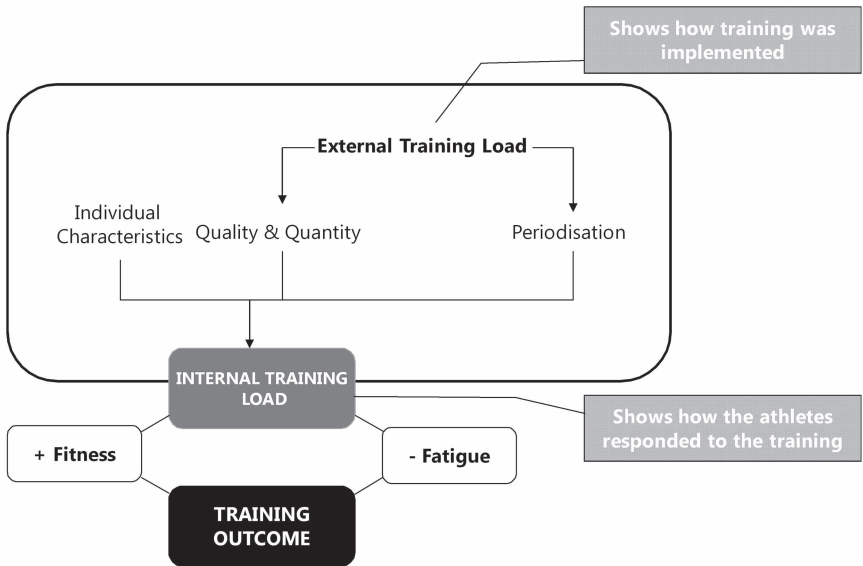 Shows how training was
implemented
External Training Load
Individual
Characteristics
Quality & Quantity
Periodisation
INTERNAL TRAINING
LOAD
Shows how the athletes
responded to the training
+ Fitness
- Fatigue
TRAINING
OUTCOME